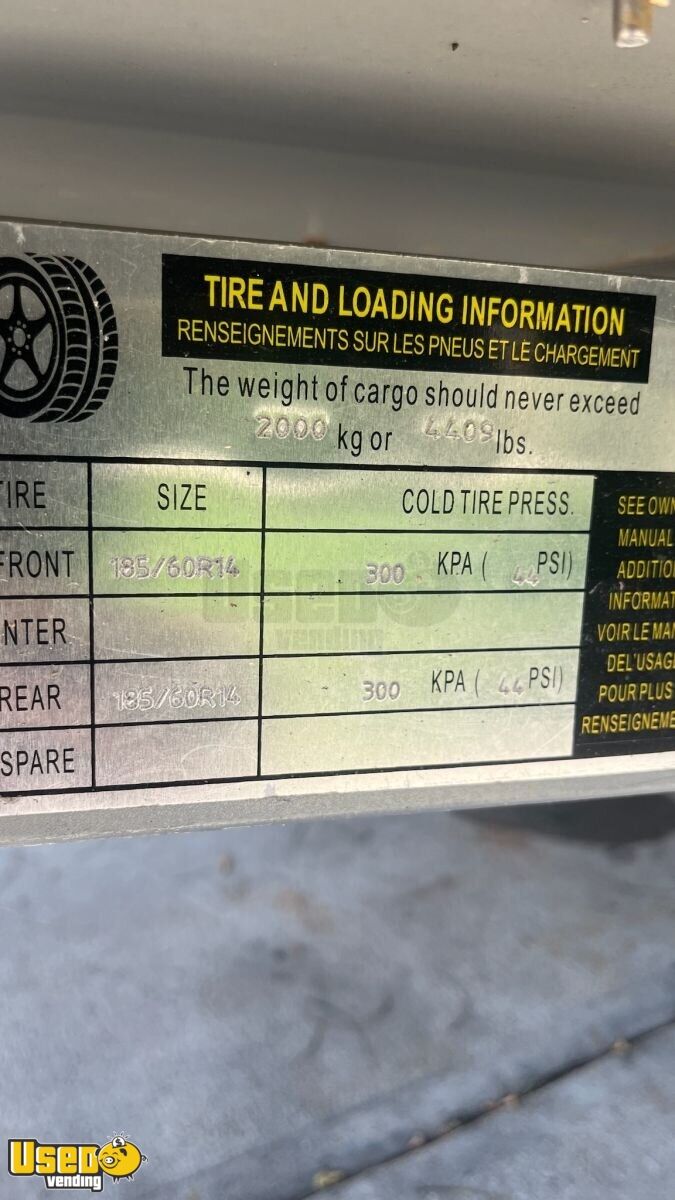 TIRE AND LOADING INFORMATION
RENSEIGNEMENTS SUR LES PNEUS ET LE CHARGEMENT
The weight of cargo should never exceed
2000 kg or 4409 lbs.
TIRE SIZE COLD TIRE PRESS.
FRONT 185/60R14 300 KPA ( 44 PSI)
NTER
REAR 185/60R14 300 KPA ( 44 PSI)
SPARE
SEE OWN
MANUAL
ADDITIO
INFORMAT
VOIR LE MAN
DEL'USAGE
POUR PLUS
RENSEIGNEME
USED vending
USED
vending